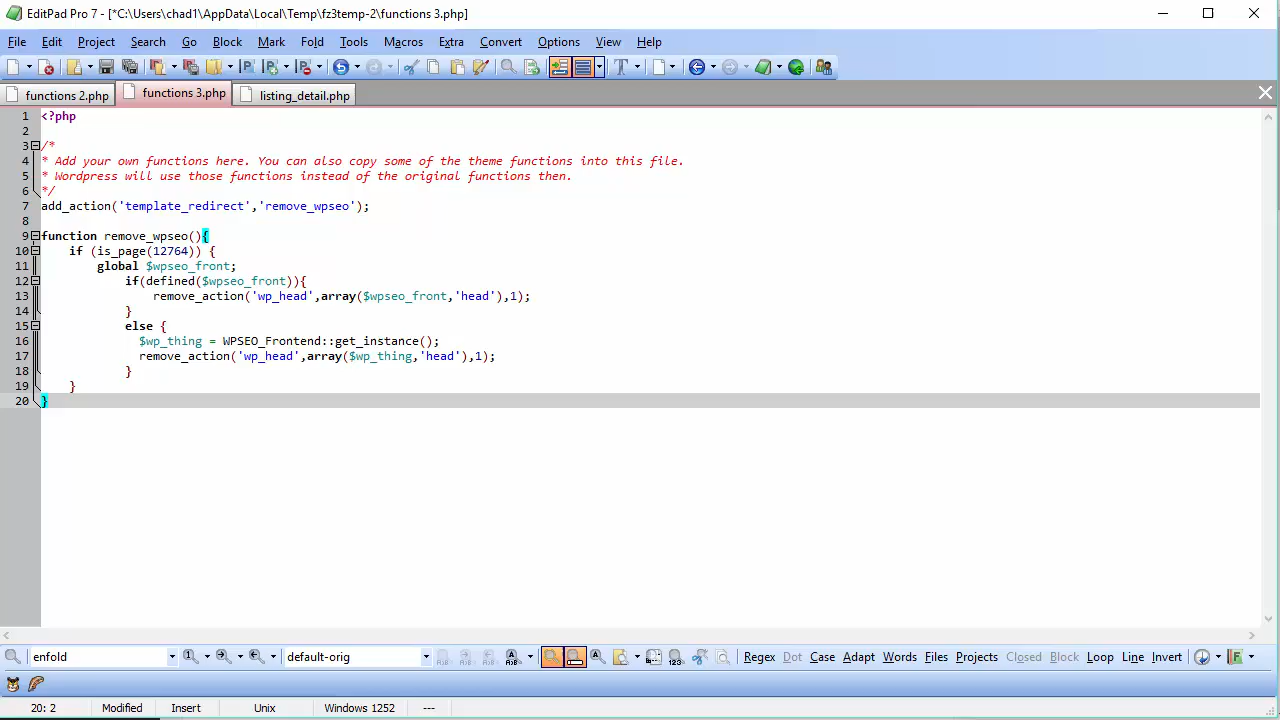 EditPad Pro 7 - [*C:\Users\chad1\AppData\Local\Temp\fz3temp-2\functions 3.php]
File Edit Project Search Go Block Mark Fold Tools Macros Extra Convert Options View Help
functions 2.php functions 3.php listing_detail.php
1 <?php
2
3 /*
4 * Add your own functions here. You can also copy some of the theme functions into this file.
5 * Wordpress will use those functions instead of the original functions then.
6 */
7 add_action('template_redirect','remove_wpseo');
8
9 function remove_wpseo(){
10 if (is_page(12764)) {
11 global $wpseo_front;
12 if(defined($wpseo_front)){
13 remove_action('wp_head',array($wpseo_front,'head'),1);
14 }
15 else {
16 $wp_thing = WPSEO_Frontend::get_instance();
17 remove_action('wp_head',array($wp_thing,'head'),1);
18 }
19 }
20 }
enfold default-orig Regex Dot Case Adapt Words Files Projects Closed Block Loop Line Invert
20: 2 Modified Insert Unix Windows 1252 ---